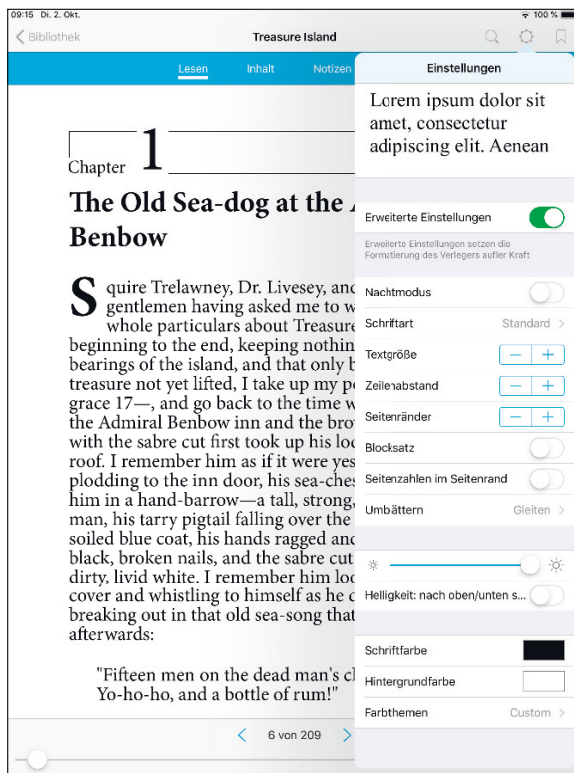 09:15 Di. 2. Okt.
100 %
Bibliothek
Treasure Island
Lesen
Inhalt
Notizen
Chapter 1
The Old Sea-dog at the
Benbow
Squire Trelawney, Dr. Livesey, and
gentlemen having asked me to w
whole particulars about Treasure
beginning to the end, keeping nothin
bearings of the island, and that only b
treasure not yet lifted, I take up my pe
grace 17—, and go back to the time w
the Admiral Benbow inn and the brov
with the sabre cut first took up his loc
roof. I remember him as if it were yes
plodding to the inn door, his sea-ches
him in a hand-barrow—a tall, strong,
man, his tarry pigtail falling over the
soiled blue coat, his hands ragged and
black, broken nails, and the sabre cut
dirty, livid white. I remember him loo
cover and whistling to himself as he c
breaking out in that old sea-song that
afterwards:
"Fifteen men on the dead man's cl
Yo-ho-ho, and a bottle of rum!"
6 von 209
Einstellungen
Lorem ipsum dolor sit
amet, consectetur
adipiscing elit. Aenean
Erweiterte Einstellungen
Erweiterte Einstellungen setzen die
Formatierung des Verlegers aufler Kraft
Nachtmodus
Schriftart Standard
Textgröße − +
Zeilenabstand − +
Seitenränder − +
Blocksatz
Seitenzahlen im Seitenrand
Umbättern Gleiten
Helligkeit: nach oben/unten s...
Schriftfarbe
Hintergrundfarbe
Farbthemen Custom